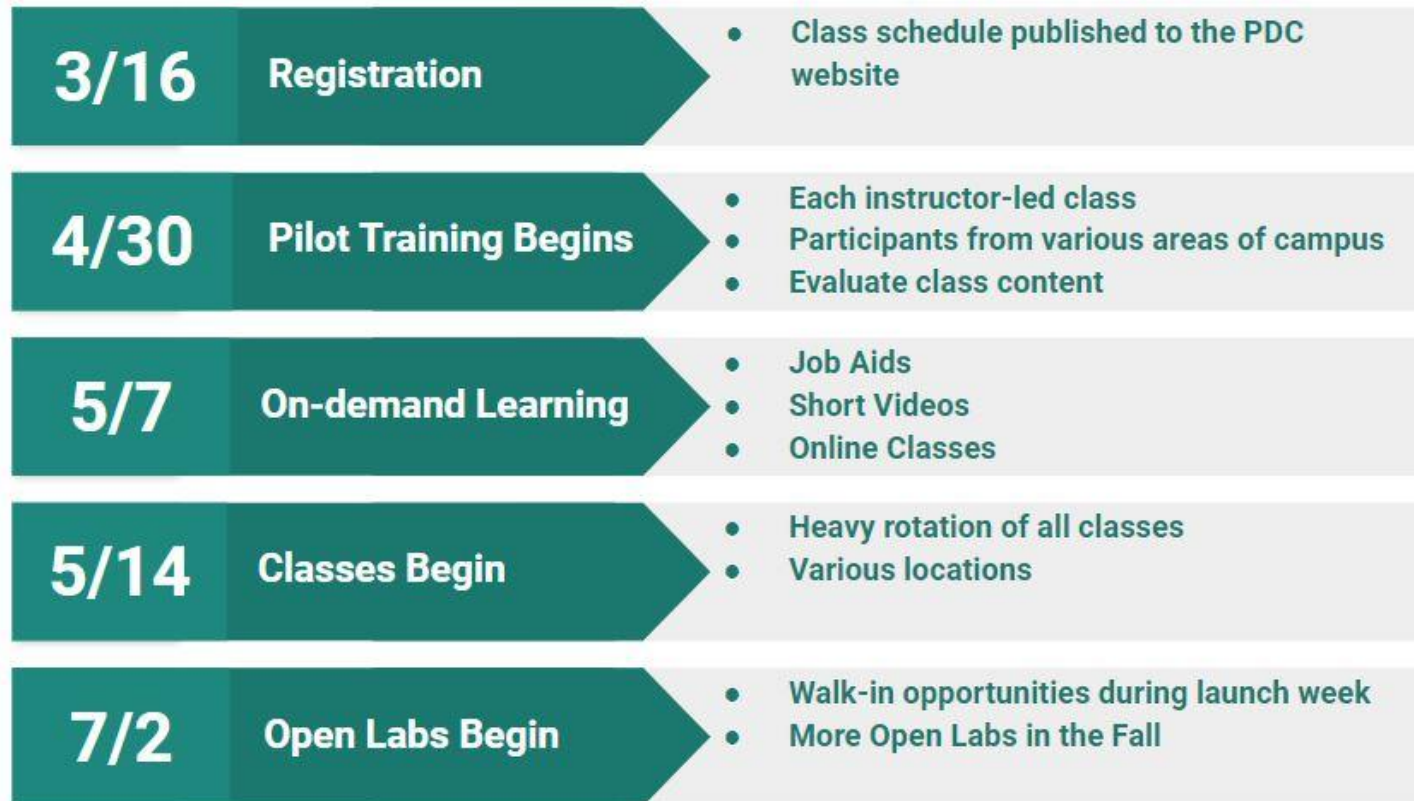 3/16
Registration
• Class schedule published to the PDC
website
4/30
Pilot Training Begins
• Each instructor-led class
• Participants from various areas of campus
• Evaluate class content
5/7
On-demand Learning
• Job Aids
• Short Videos
• Online Classes
5/14
Classes Begin
• Heavy rotation of all classes
• Various locations
7/2
Open Labs Begin
• Walk-in opportunities during launch week
• More Open Labs in the Fall